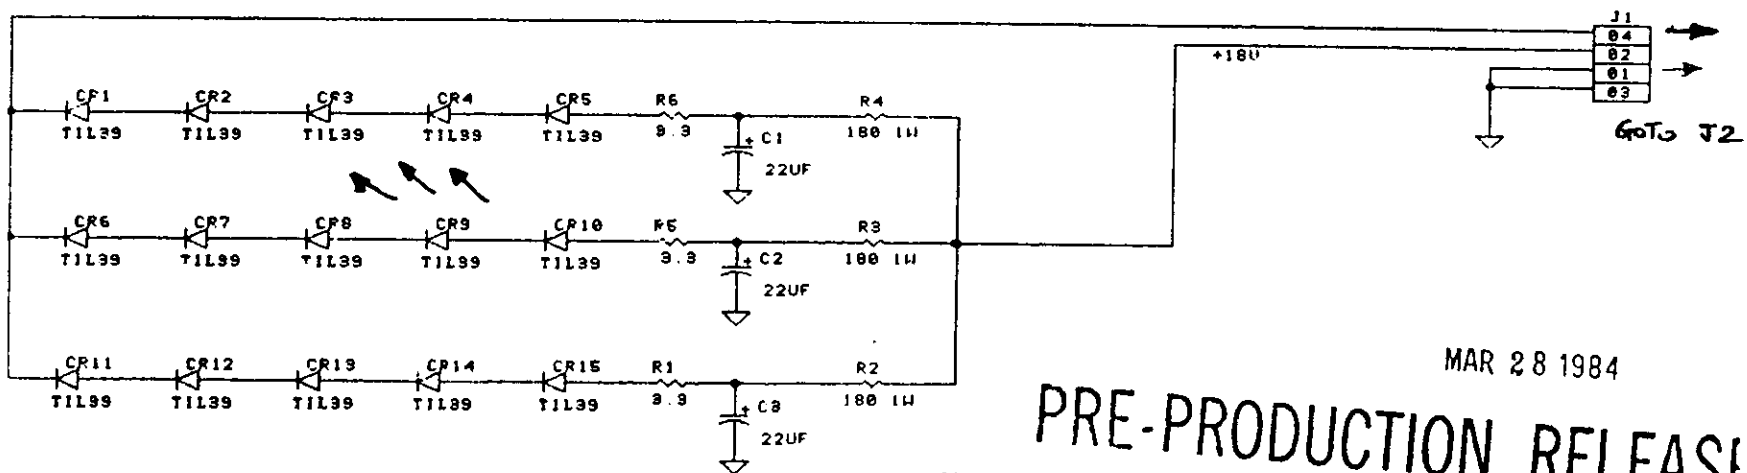 J1
04
02
+18V
01
03
GOTO J2
CR1 CR2 CR3 CR4 CR5 R6 R4
TIL39 TIL39 TIL39 TIL39 TIL39 3.3 180 1W
+ C1
22UF
CR6 CR7 CR8 CR9 CR10 R5 R3
TIL39 TIL39 TIL39 TIL39 TIL39 3.3 180 1W
+ C2
22UF
CR11 CR12 CR13 CR14 CR15 R1 R2
TIL39 TIL39 TIL39 TIL39 TIL39 3.3 180 1W
+ C3
22UF
MAR 28 1984
PRE-PRODUCTION RELEAS